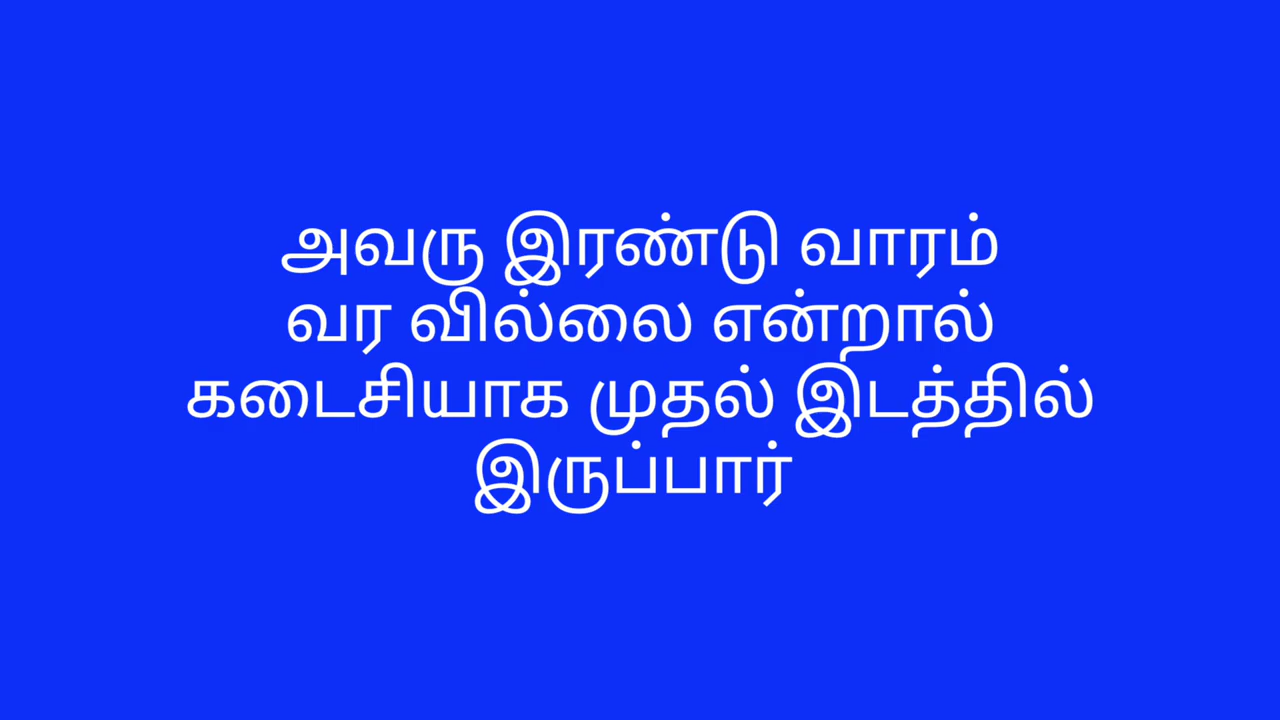 அவரு இரண்டு வாரம்
வர வில்லை என்றால்
கடைசியாக முதல் இடத்தில்
இருப்பார்